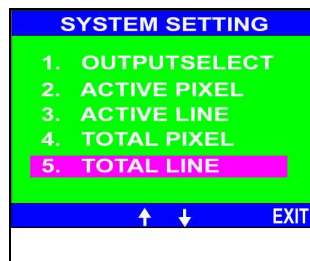 SYSTEM SETTING
1. OUTPUTSELECT
2. ACTIVE PIXEL
3. ACTIVE LINE
4. TOTAL PIXEL
5. TOTAL LINE
↑ ↓ EXIT